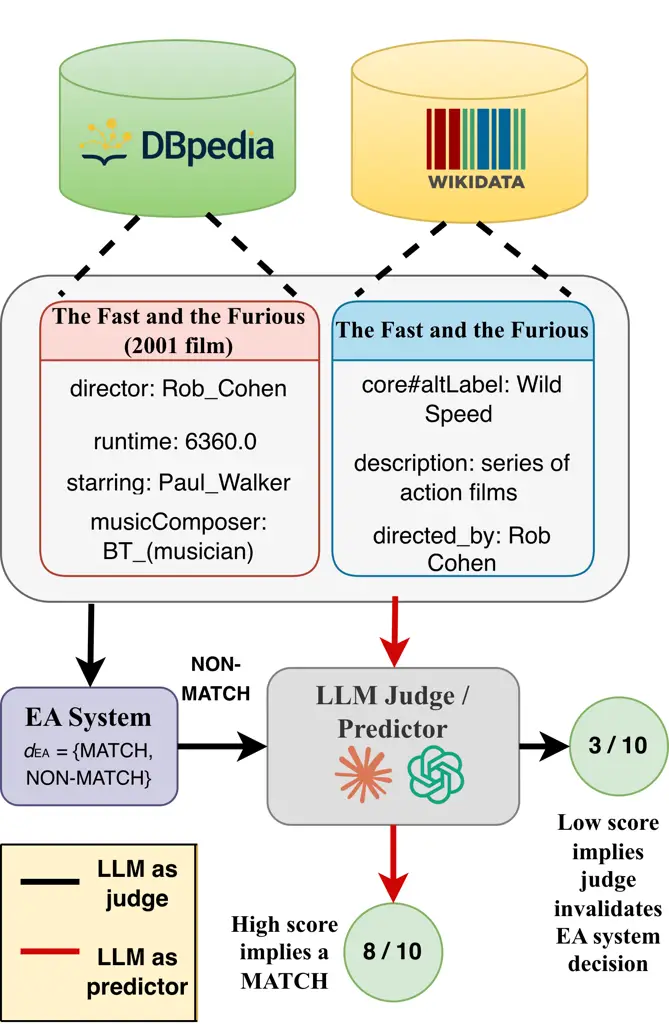 DBpedia
WIKIDATA
The Fast and the Furious
(2001 film)
director: Rob_Cohen
runtime: 6360.0
starring: Paul_Walker
musicComposer:
BT_(musician)
The Fast and the Furious
core#altLabel: Wild
Speed
description: series of
action films
directed_by: Rob
Cohen
NON-
MATCH
EA System
dEA = {MATCH,
NON-MATCH}
LLM Judge /
Predictor
3 / 10
Low score
implies
judge
invalidates
EA system
decision
LLM as
judge
LLM as
predictor
High score
implies a
MATCH
8 / 10